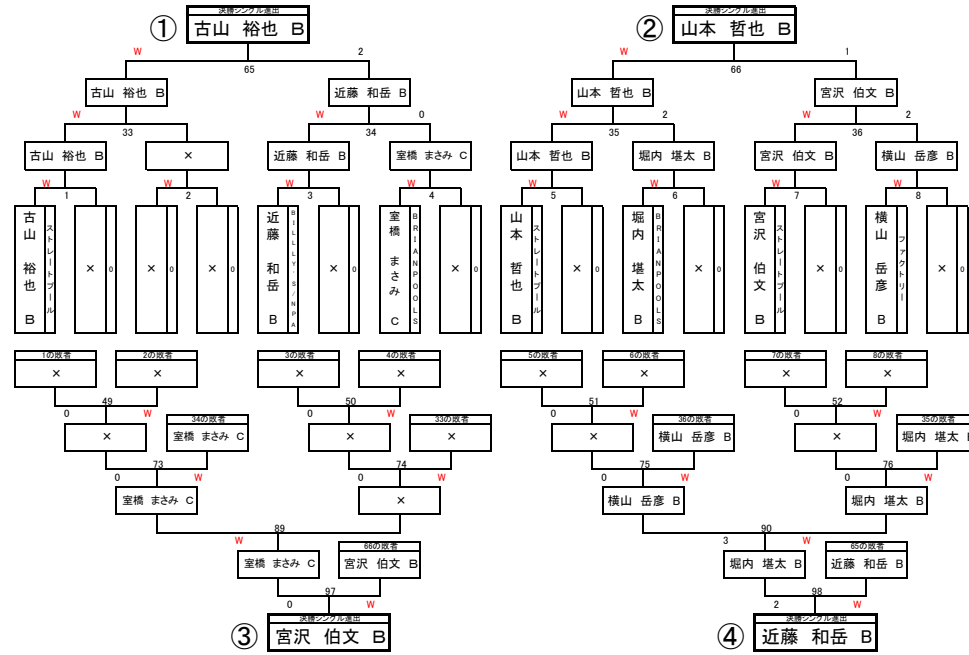 決勝シングル進出
決勝シングル進出
① 古山 裕也 B
② 山本 哲也 B
W 2
W 1
65
66
古山 裕也 B
近藤 和岳 B
山本 哲也 B
宮沢 伯文 B
W
W 0
W 2
W 2
33
34
35
36
古山 裕也 B
×
近藤 和岳 B
室橋 まさみ C
山本 哲也 B
堀内 堪太 B
宮沢 伯文 B
横山 岳彦 B
W W W W W W W W
1 2 3 4 5 6 7 8
古山 裕也 B
ストレートプール
× 0
×
× 0
近藤 和岳 B
BILLLY'S/NPA
× 0
室橋 まさみ C
BRIANPOOLS
山本 哲也 B
ストレートプール
× 0
堀内 堪太 B
BRIANPOOLS
× 0
宮沢 伯文 B
ストレートプール
× 0
横山 岳彦 B
ファクトリー
× 0
1の敗者
2の敗者
3の敗者
4の敗者
5の敗者
6の敗者
7の敗者
8の敗者
× × × × × × × ×
49
50
51
52
0 W
0 W
0 W
0 W
34の敗者
33の敗者
36の敗者
35の敗者
×
室橋 まさみ C
×
×
×
横山 岳彦 B
×
堀内 堪太 B
73
74
75
76
0 W
0 W
0 W
0 W
室橋 まさみ C
×
横山 岳彦 B
堀内 堪太 B
89
90
W
3 W
66の敗者
65の敗者
室橋 まさみ C
宮沢 伯文 B
堀内 堪太 B
近藤 和岳 B
97
98
0 W
2 W
決勝シングル進出
決勝シングル進出
③ 宮沢 伯文 B
④ 近藤 和岳 B